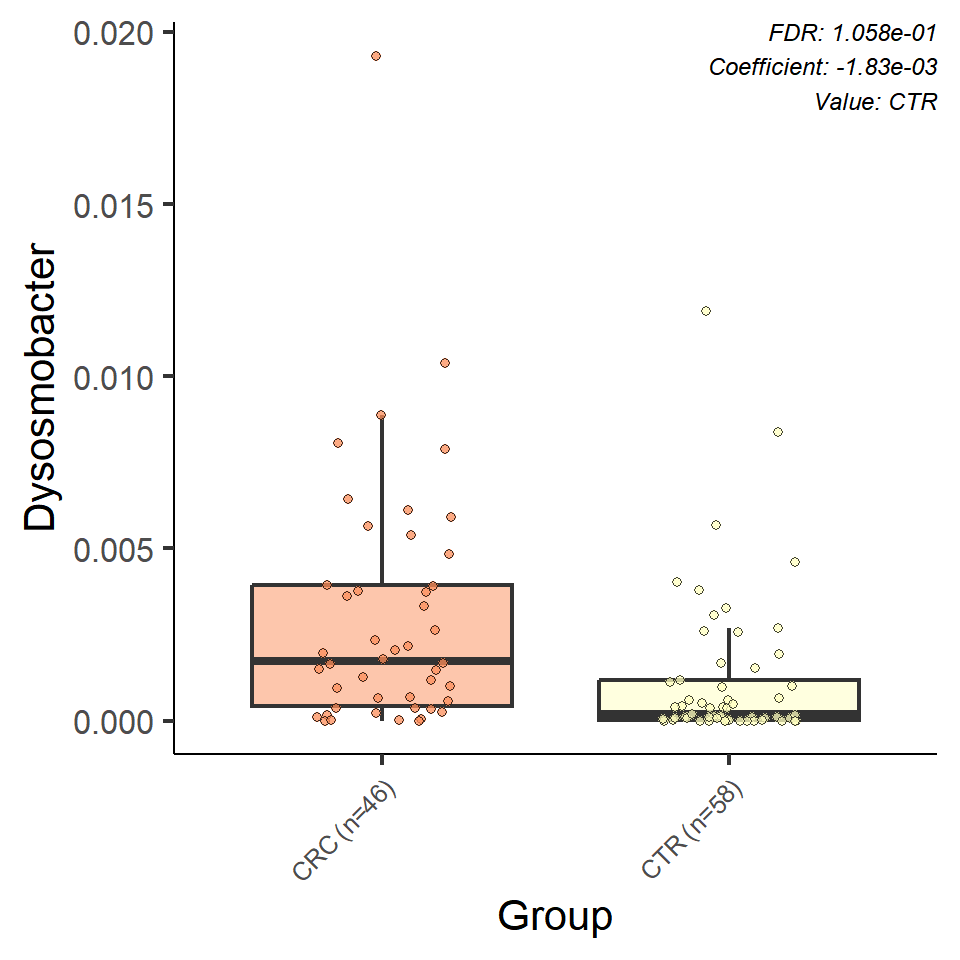 FDR: 1.058e-01
Coefficient: -1.83e-03
Value: CTR
0.020
0.015
0.010
0.005
0.000
Dysosmobacter
CRC (n=46)
CTR (n=58)
Group